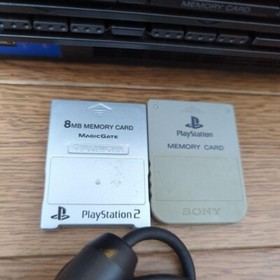 MEMORY CARD
8MB MEMORY CARD
MAGICGATE
PlayStation 2
PlayStation
MEMORY CARD
SONY